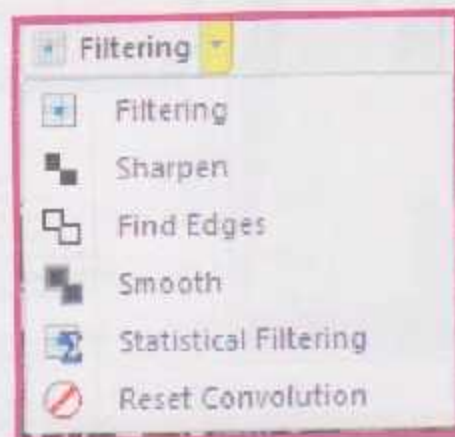 Filtering
Filtering
Sharpen
Find Edges
Smooth
Statistical Filtering
Reset Convolution